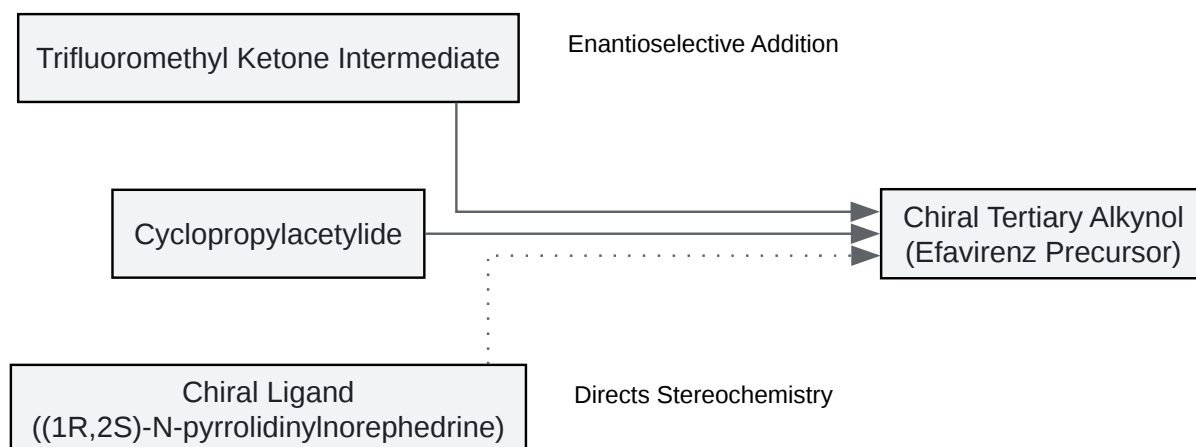 Trifluoromethyl Ketone Intermediate
Enantioselective Addition
Cyclopropylacetylide
Chiral Tertiary Alkynol
(Efavirenz Precursor)
Chiral Ligand
((1R,2S)-N-pyrrolidinylnorephedrine)
Directs Stereochemistry